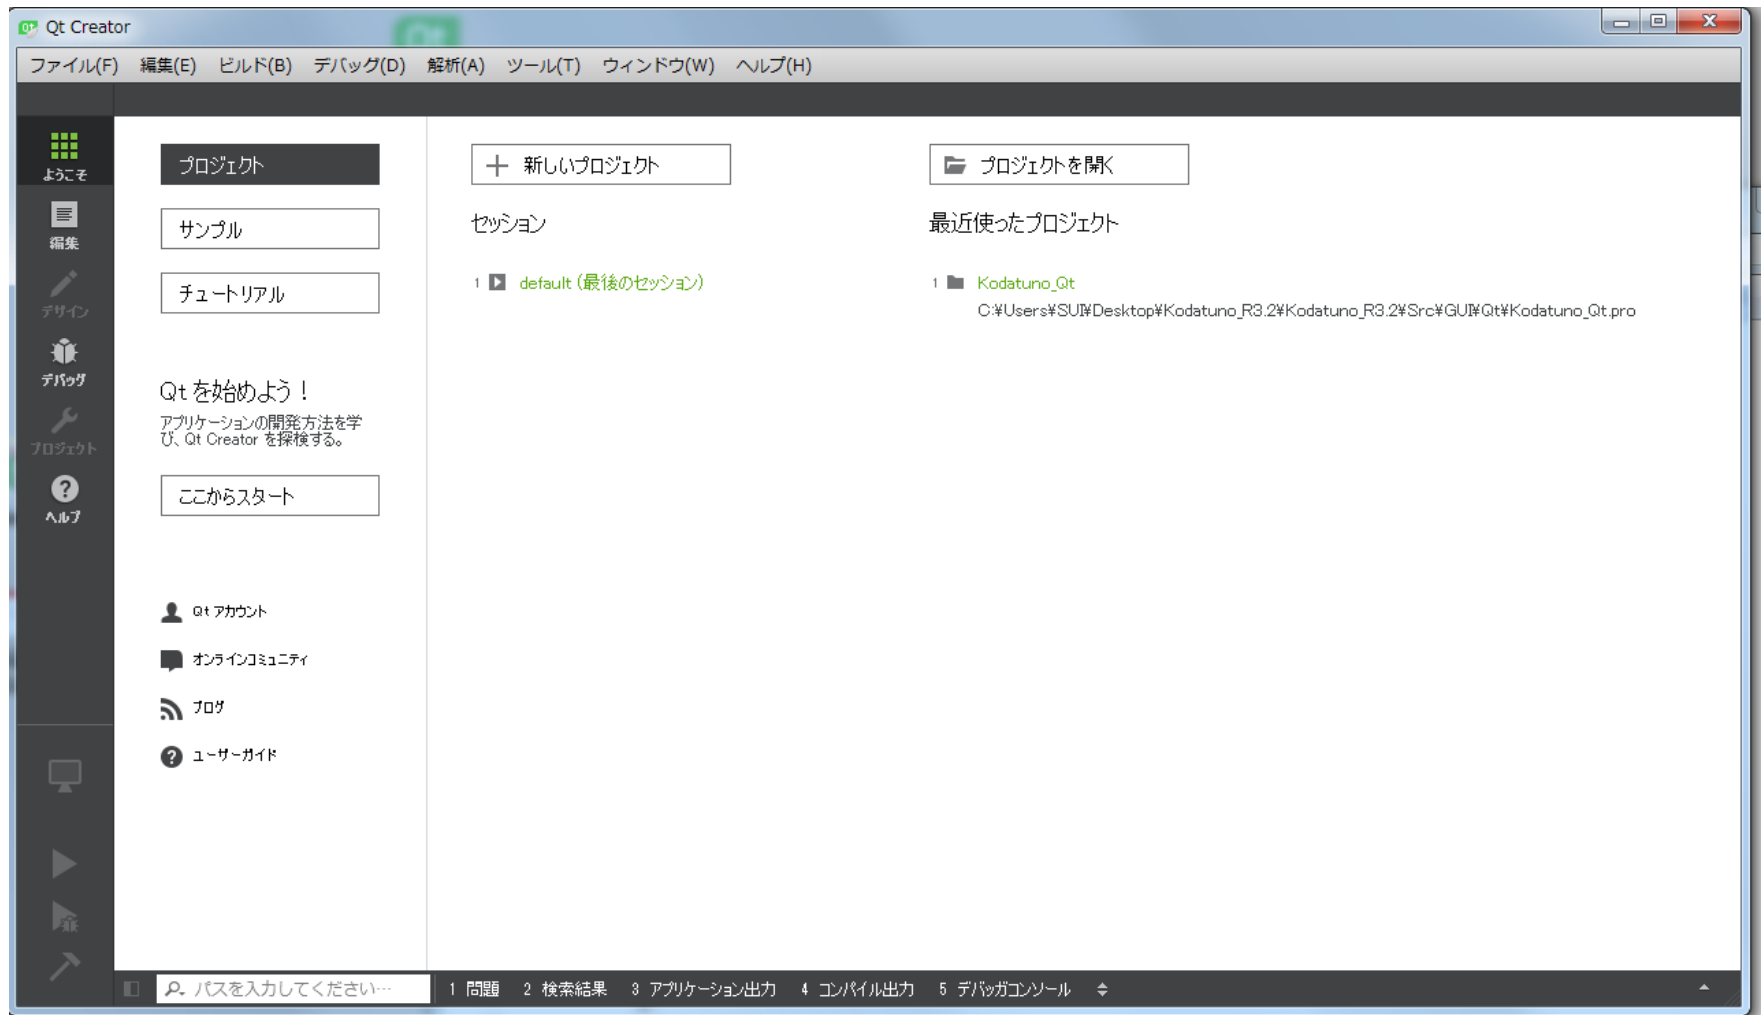 Qt Creator
ファイル(F) 編集(E) ビルド(B) デバッグ(D) 解析(A) ツール(T) ウィンドウ(W) ヘルプ(H)
ようこそ
編集
デザイン
デバッグ
プロジェクト
ヘルプ
プロジェクト
サンプル
チュートリアル
Qt を始めよう！
アプリケーションの開発方法を学
び、Qt Creator を探検する。
ここからスタート
Qt アカウント
オンラインコミュニティ
ブログ
ユーザーガイド
新しいプロジェクト
セッション
1 default (最後のセッション)
プロジェクトを開く
最近使ったプロジェクト
1 Kodatuno_Qt
C:¥Users¥SUI¥Desktop¥Kodatuno_R3.2¥Kodatuno_R3.2¥Src¥GUI¥Qt¥Kodatuno_Qt.pro
パスを入力してください…
1 問題 2 検索結果 3 アプリケーション出力 4 コンパイル出力 5 デバッガコンソール